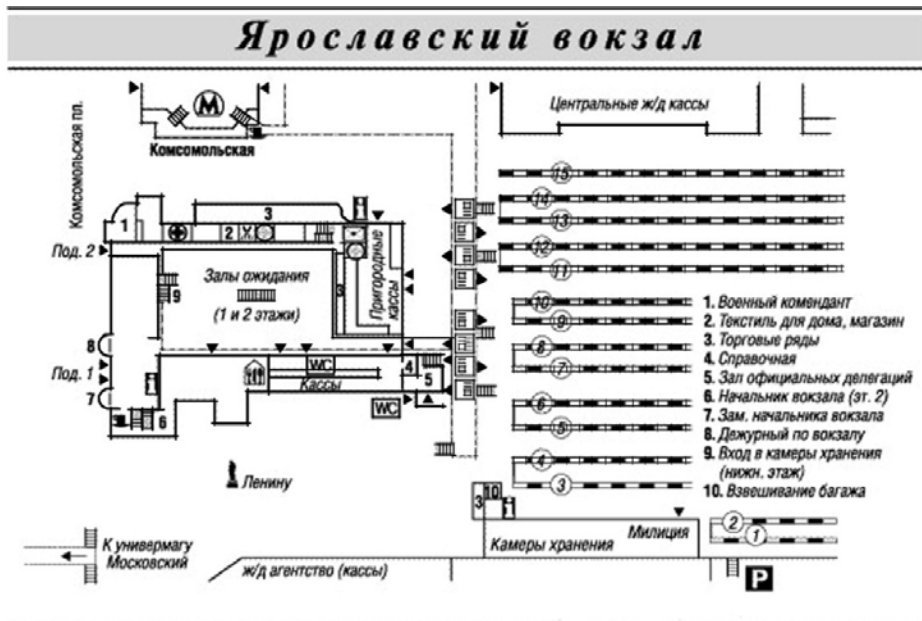 Ярославский вокзал
Комсомольская пл.
М
Комсомольская
Центральные ж/д кассы
15
14
13
12
11
10
9
8
7
6
5
4
3
2
1
1
3
2
Под. 2
Залы ожидания
(1 и 2 этажи)
9
3
Пригородные
кассы
8
Под. 1
7
6
WC
Кассы
4
5
WC
1. Военный комендант
2. Текстиль для дома, магазин
3. Торговые ряды
4. Справочная
5. Зал официальных делегаций
6. Начальник вокзала (эт. 2)
7. Зам. начальника вокзала
8. Дежурный по вокзалу
9. Вход в камеры хранения
(нижн. этаж)
10. Взвешивание багажа
Ленину
К универмагу
Московский
3
10
Камеры хранения
Милиция
ж/д агентство (кассы)
P